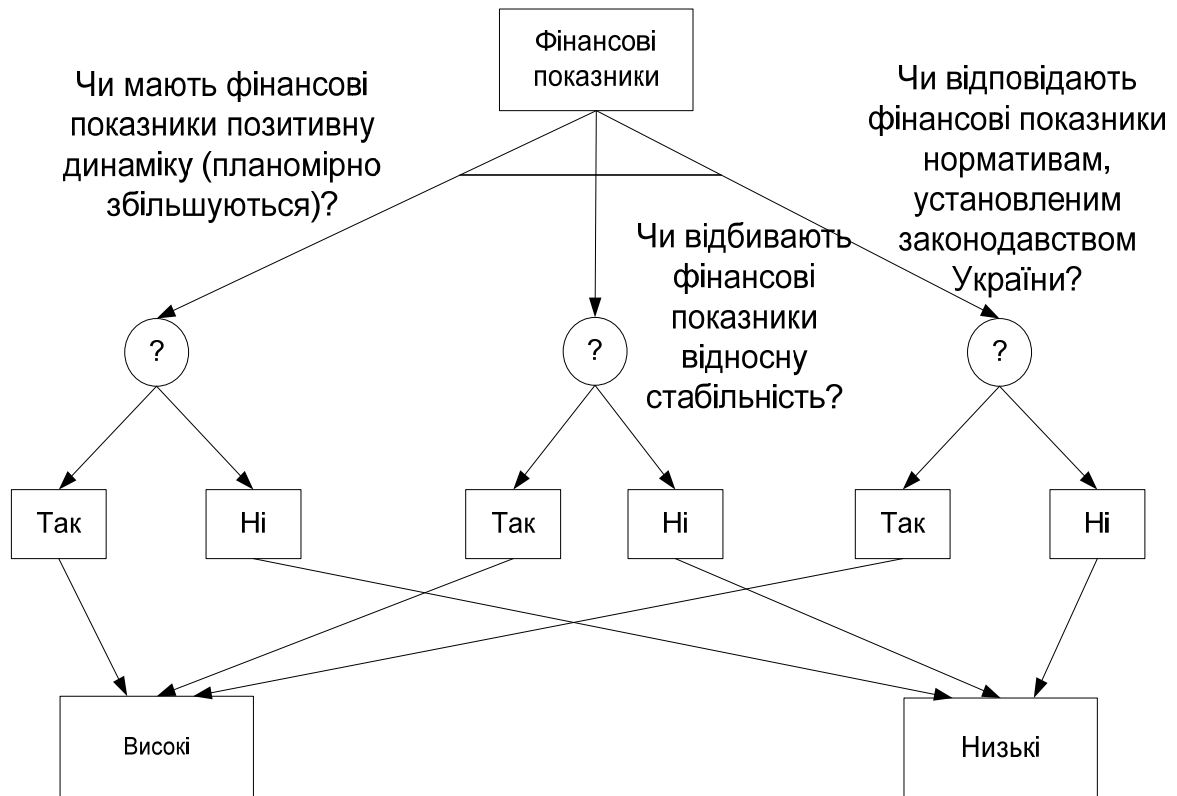 Фінансові
показники
Чи мають фінансові
показники позитивну
динаміку (планомірно
збільшуються)?
Чи відповідають
фінансові показники
нормативам,
установленим
законодавством
України?
Чи відбивають
фінансові
показники
відносну
стабільність?
?
?
?
Так
Ні
Так
Ні
Так
Ні
Високі
Низькі